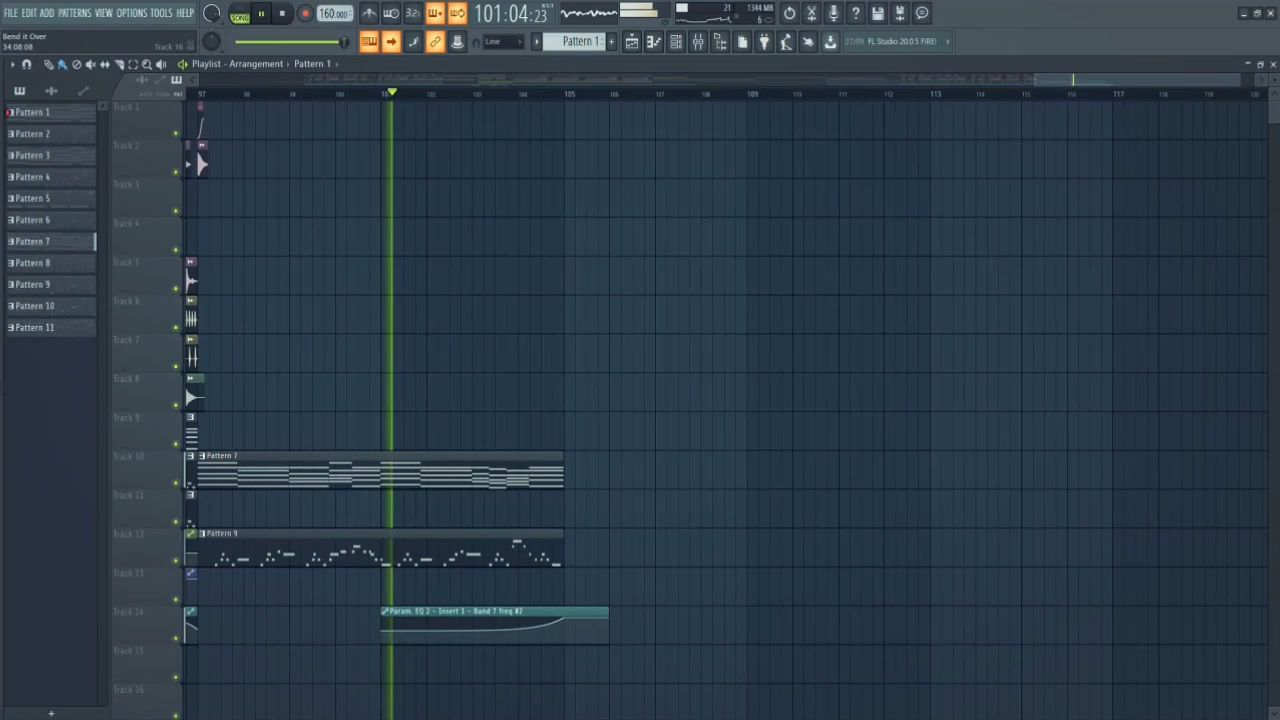 FILE EDIT ADD PATTERNS VIEW OPTIONS TOOLS HELP
SONG
160.000
32
101:04:23
21
1344 MB
6
Bend it Over
34:08:08
Track 16
Line
Pattern 1
27/09 FL Studio 20.0.5 FIRE!
Playlist - Arrangement › Pattern 1 ›
97 98 99 100 105 106 107 108 109 110 111 112 113 114 115 116 117 118 119 120
Pattern 1
Pattern 2
Pattern 3
Pattern 4
Pattern 5
Pattern 6
Pattern 7
Pattern 8
Pattern 9
Pattern 10
Pattern 11
Track 1
Track 2
Track 3
Track 4
Track 5
Track 6
Track 7
Track 8
Track 9
Track 10
Pattern 7
Track 11
Track 12
Pattern 9
Track 13
Track 14
Param. EQ 2 - Insert 1 - Band 7 freq #2
Track 15
Track 16